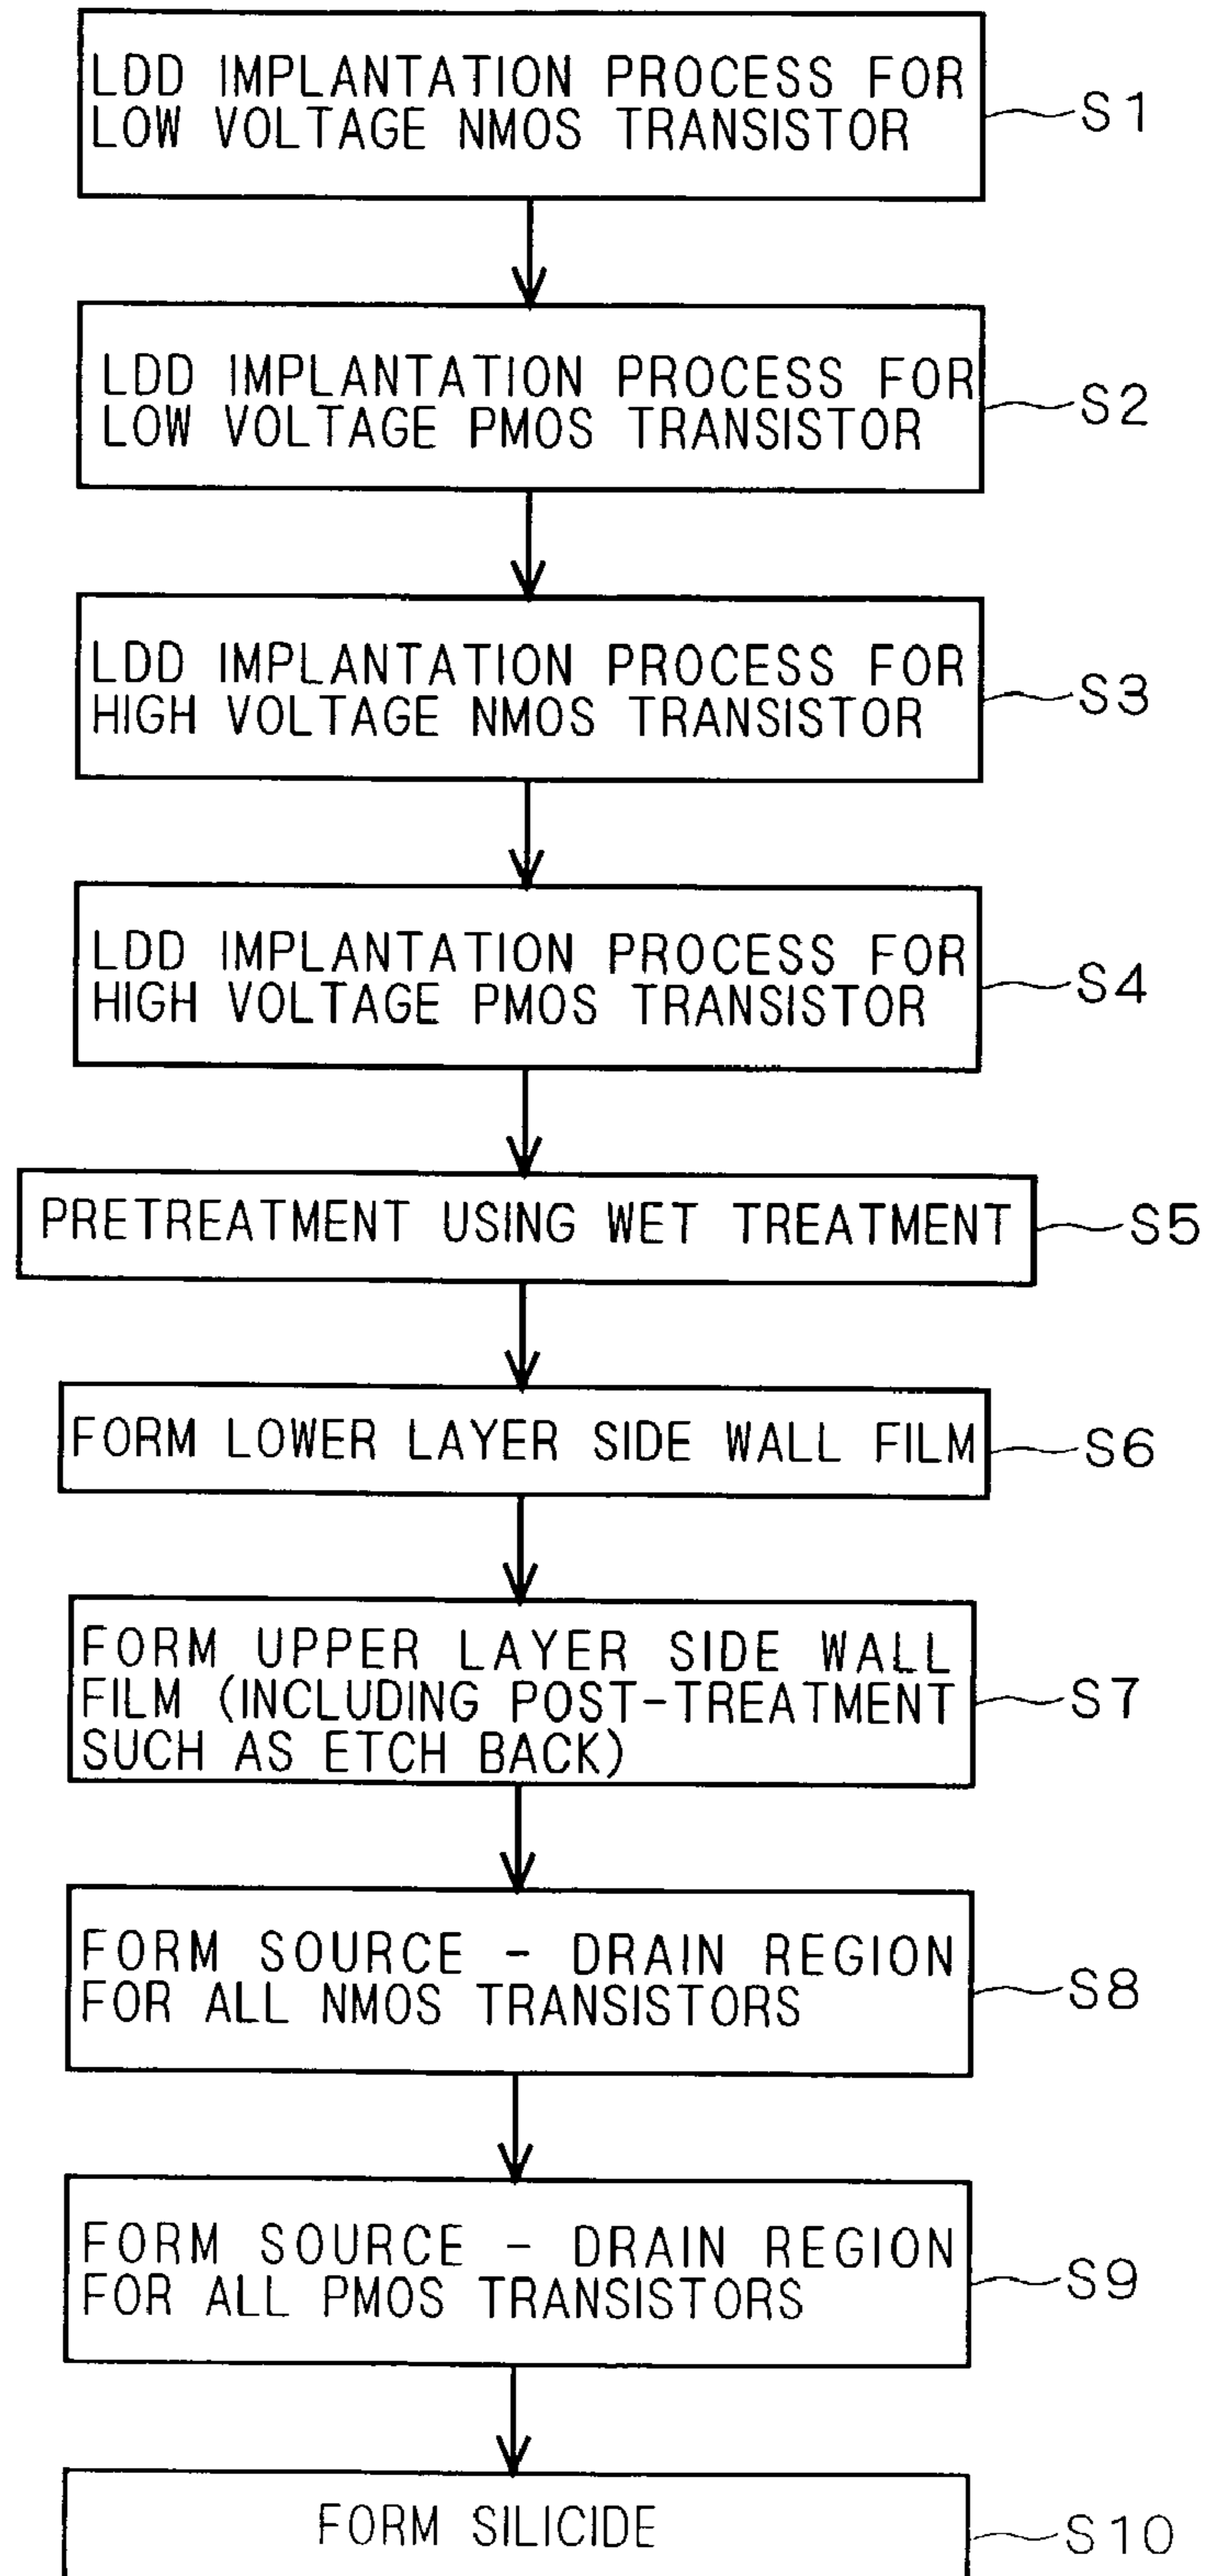 LDD IMPLANTATION PROCESS FOR
LOW VOLTAGE NMOS TRANSISTOR
S1
LDD IMPLANTATION PROCESS FOR
LOW VOLTAGE PMOS TRANSISTOR
S2
LDD IMPLANTATION PROCESS FOR
HIGH VOLTAGE NMOS TRANSISTOR
S3
LDD IMPLANTATION PROCESS FOR
HIGH VOLTAGE PMOS TRANSISTOR
S4
PRETREATMENT USING WET TREATMENT
S5
FORM LOWER LAYER SIDE WALL FILM
S6
FORM UPPER LAYER SIDE WALL
FILM (INCLUDING POST-TREATMENT
SUCH AS ETCH BACK)
S7
FORM SOURCE - DRAIN REGION
FOR ALL NMOS TRANSISTORS
S8
FORM SOURCE - DRAIN REGION
FOR ALL PMOS TRANSISTORS
S9
FORM SILICIDE
S10